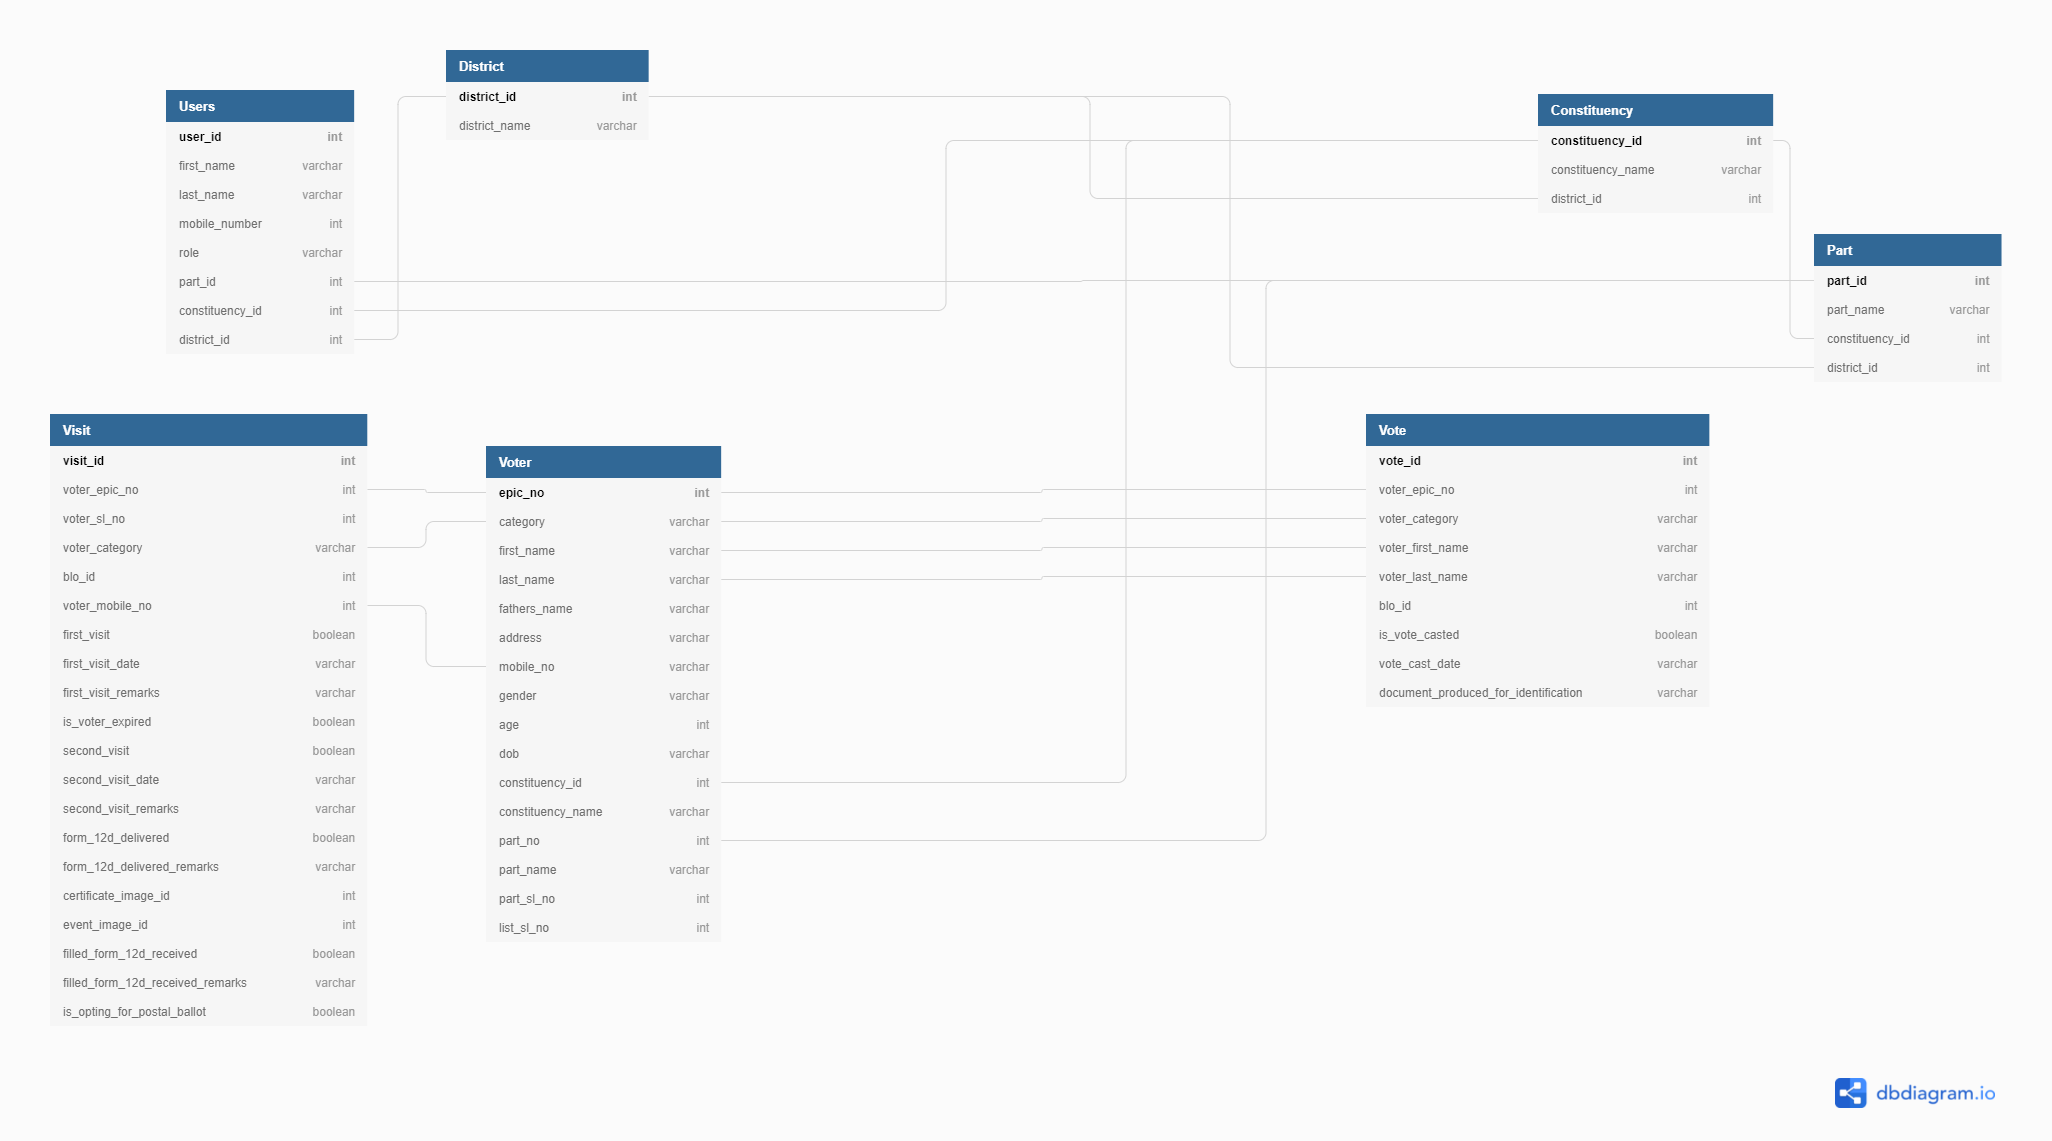 District
district_id int
district_name varchar
Users
user_id int
first_name varchar
last_name varchar
mobile_number int
role varchar
part_id int
constituency_id int
district_id int
Constituency
constituency_id int
constituency_name varchar
district_id int
Part
part_id int
part_name varchar
constituency_id int
district_id int
Visit
visit_id int
voter_epic_no int
voter_sl_no int
voter_category varchar
blo_id int
voter_mobile_no int
first_visit boolean
first_visit_date varchar
first_visit_remarks varchar
is_voter_expired boolean
second_visit boolean
second_visit_date varchar
second_visit_remarks varchar
form_12d_delivered boolean
form_12d_delivered_remarks varchar
certificate_image_id int
event_image_id int
filled_form_12d_received boolean
filled_form_12d_received_remarks varchar
is_opting_for_postal_ballot boolean
Voter
epic_no int
category varchar
first_name varchar
last_name varchar
fathers_name varchar
address varchar
mobile_no varchar
gender varchar
age int
dob varchar
constituency_id int
constituency_name varchar
part_no int
part_name varchar
part_sl_no int
list_sl_no int
Vote
vote_id int
voter_epic_no int
voter_category varchar
voter_first_name varchar
voter_last_name varchar
blo_id int
is_vote_casted boolean
vote_cast_date varchar
document_produced_for_identification varchar
dbdiagram.io